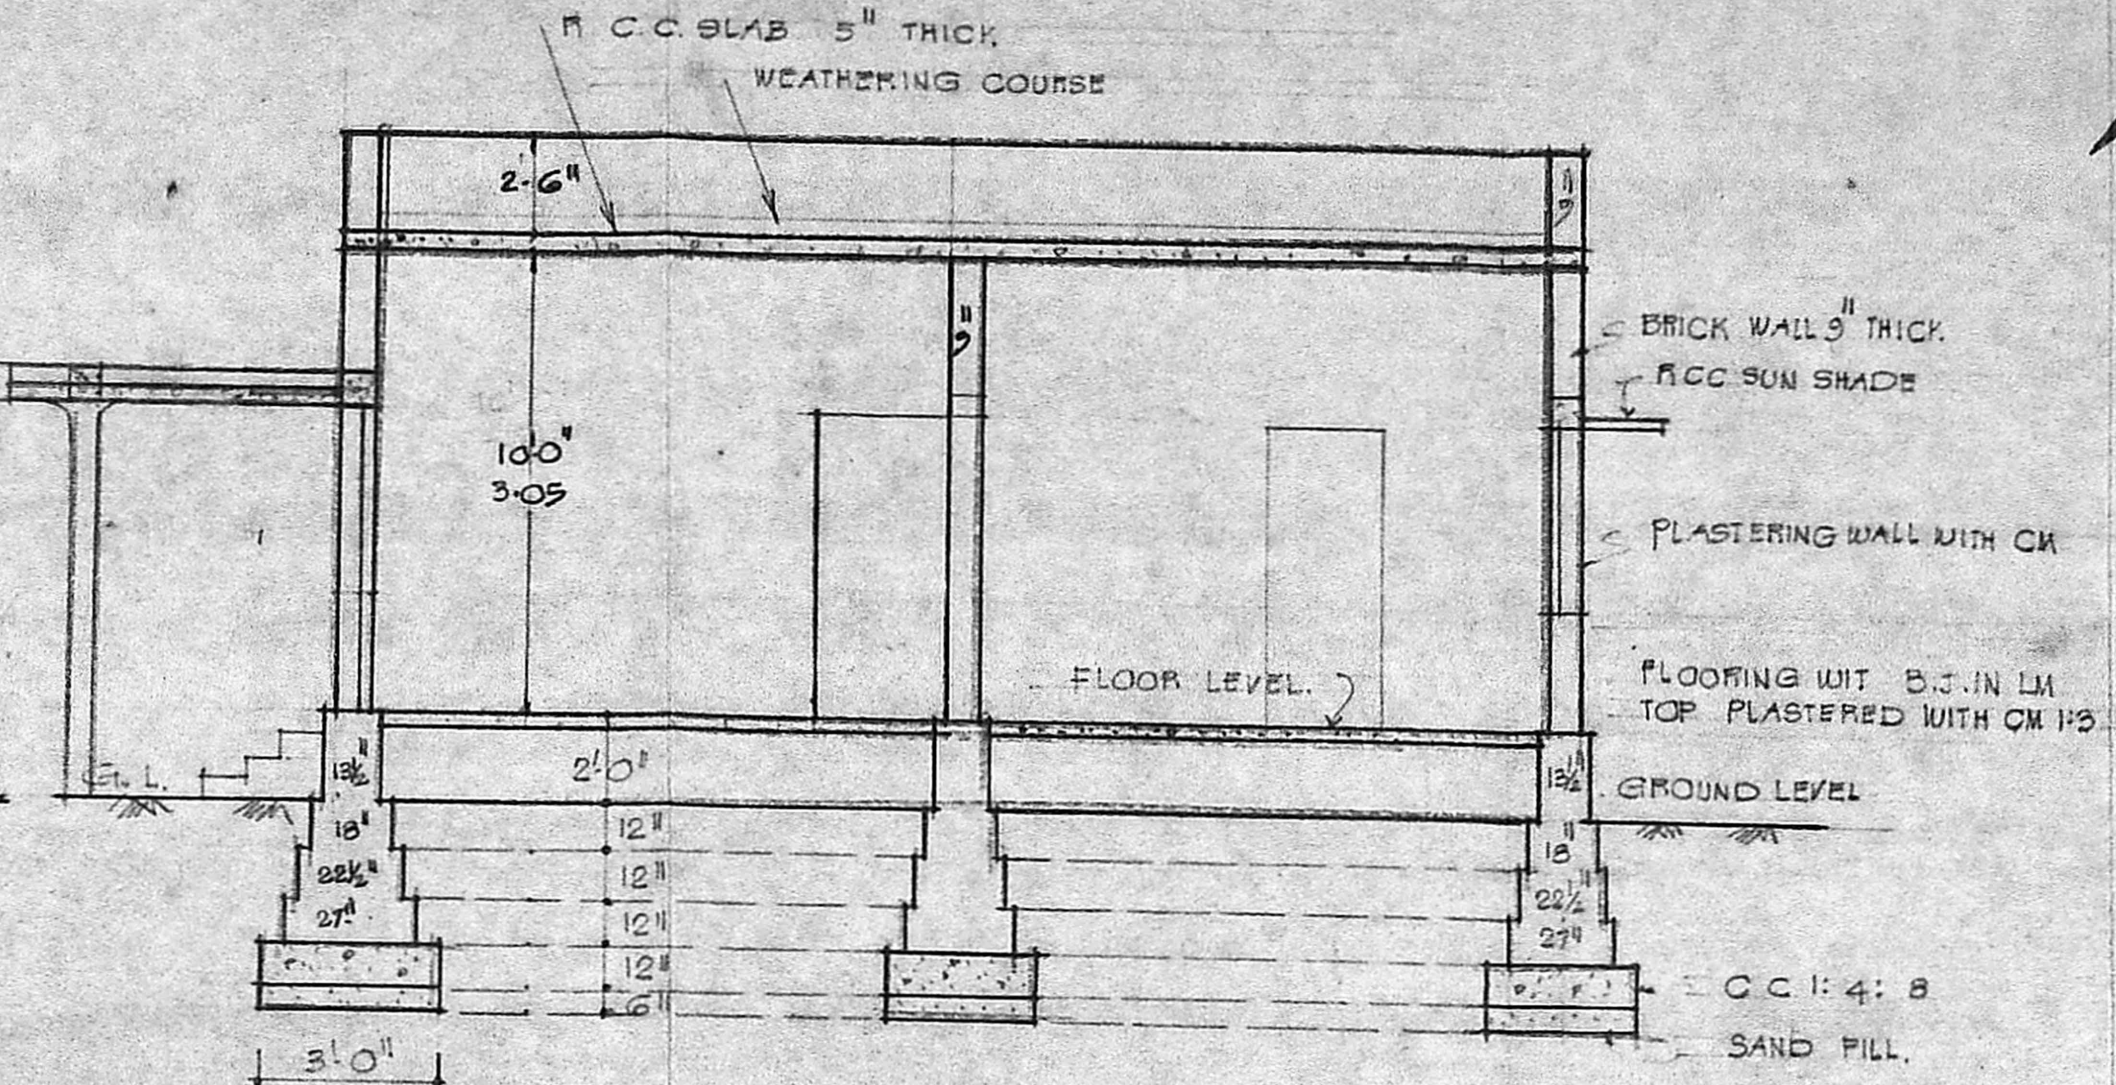 R C.C. SLAB 5" THICK
WEATHERING COURSE
2'-6"
9"
9"
BRICK WALL 9" THICK
RCC SUN SHADE
10'0"
3.05
PLASTERING WALL WITH CM
FLOOR LEVEL.
FLOORING WIT B.J. IN LM
TOP PLASTERED WITH CM 1:3
G.L.
13½"
2'-0"
13½"
GROUND LEVEL
18"
12"
18"
22½"
12"
22½"
27"
12"
27"
12"
C C 1:4:8
6"
SAND FILL.
3'-0"